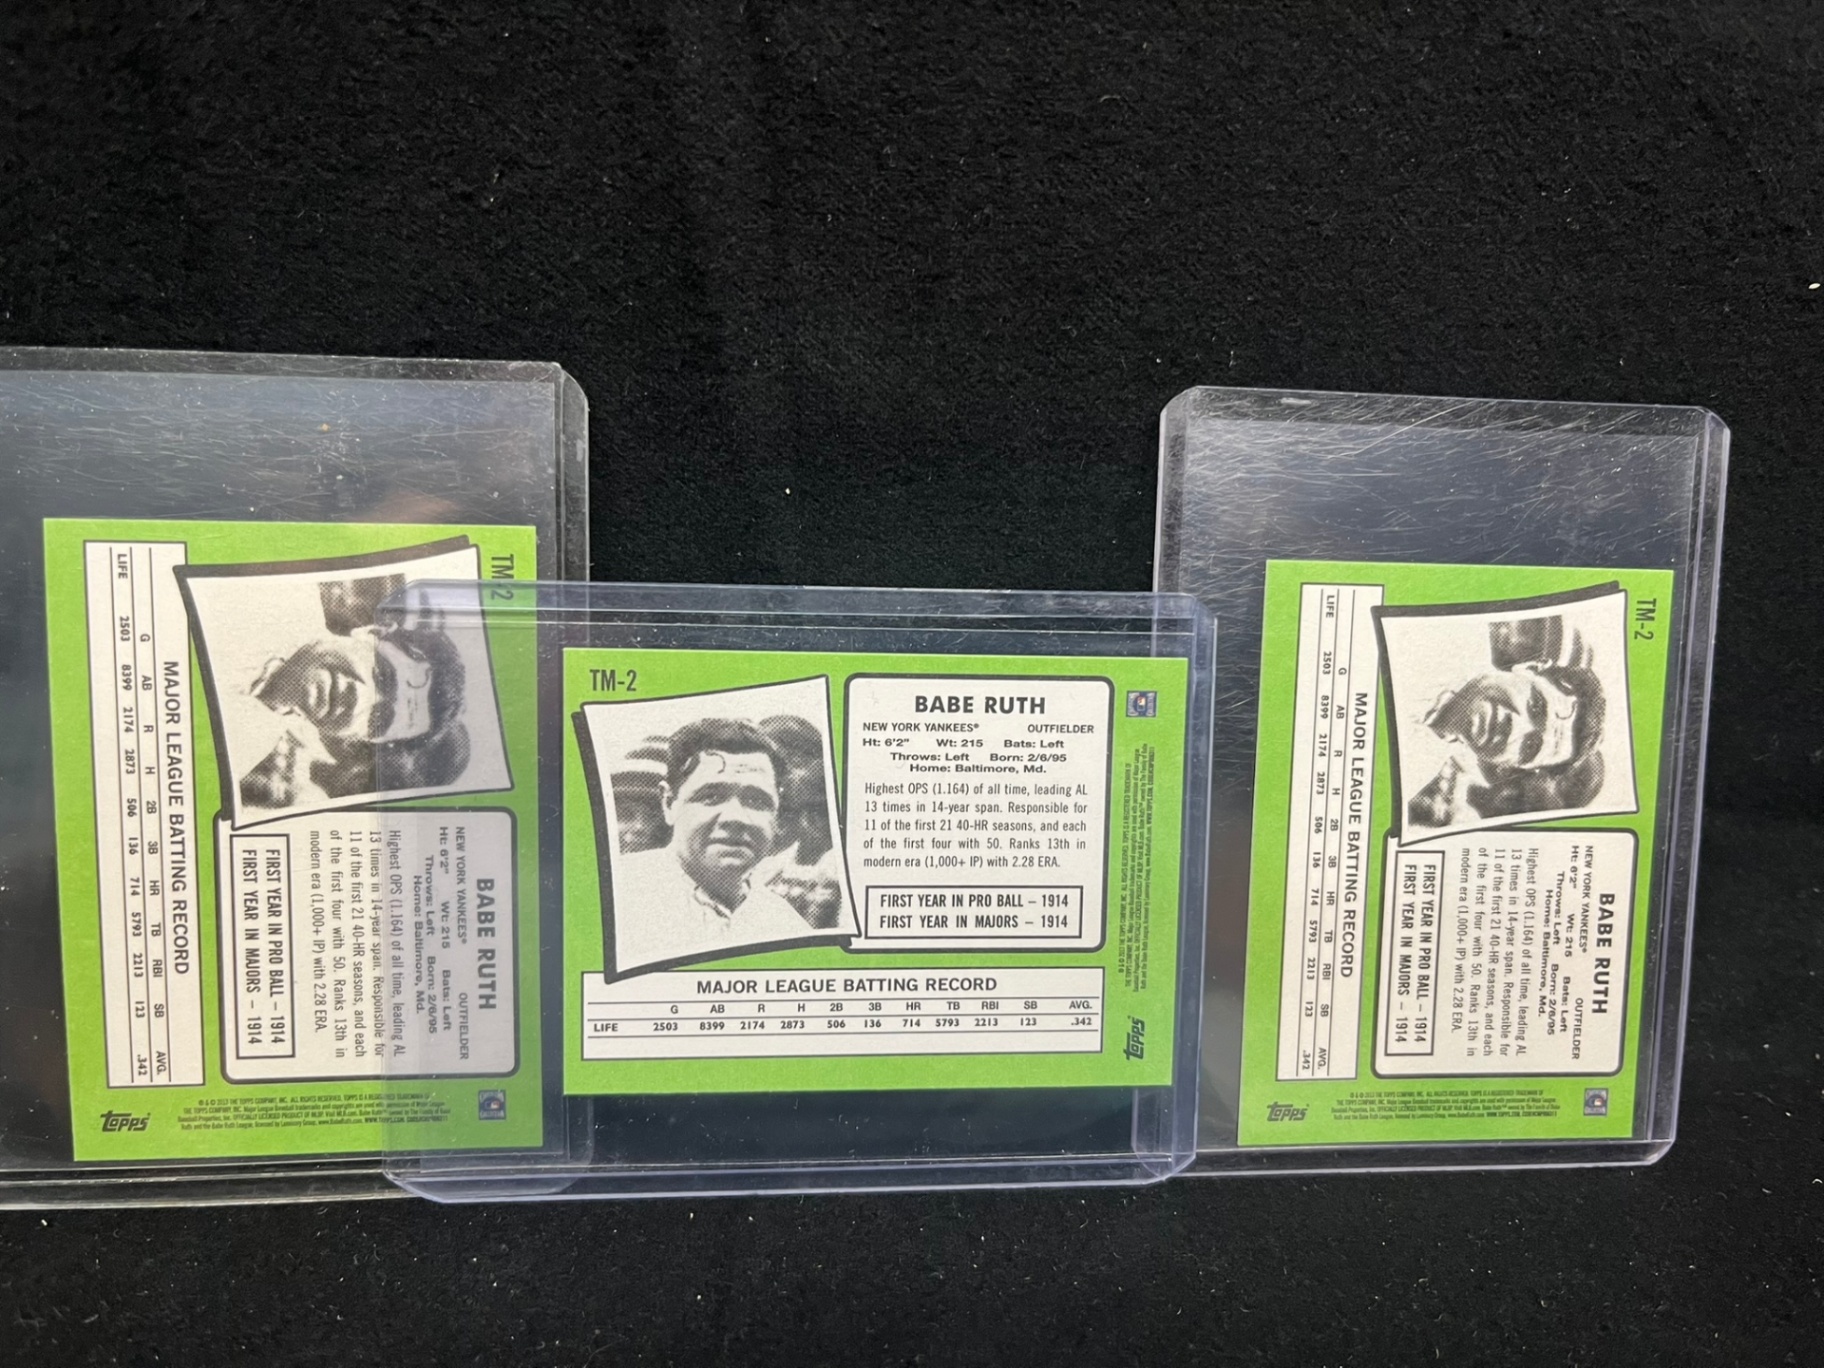 TM-2
BABE RUTH
NEW YORK YANKEES® OUTFIELDER
Ht: 6'2" Wt: 215 Bats: Left
Throws: Left Born: 2/6/95
Home: Baltimore, Md.
Highest OPS (1.164) of all time, leading AL
13 times in 14-year span. Responsible for
11 of the first 21 40-HR seasons, and each
of the first four with 50. Ranks 13th in
modern era (1,000+ IP) with 2.28 ERA.
FIRST YEAR IN PRO BALL – 1914
FIRST YEAR IN MAJORS – 1914
MAJOR LEAGUE BATTING RECORD
G AB R H 2B 3B HR TB RBI SB AVG.
LIFE 2503 8399 2174 2873 506 136 714 5793 2213 123 .342
Topps
TM-2
BABE RUTH
NEW YORK YANKEES® OUTFIELDER
Ht: 6'2" Wt: 215 Bats: Left
Throws: Left Born: 2/6/95
Home: Baltimore, Md.
Highest OPS (1.164) of all time, leading AL
13 times in 14-year span. Responsible for
11 of the first 21 40-HR seasons, and each
of the first four with 50. Ranks 13th in
modern era (1,000+ IP) with 2.28 ERA.
FIRST YEAR IN PRO BALL – 1914
FIRST YEAR IN MAJORS – 1914
MAJOR LEAGUE BATTING RECORD
G AB R H 2B 3B HR TB RBI SB AVG.
LIFE 2503 8399 2174 2873 506 136 714 5793 2213 123 .342
Topps
TM-2
BABE RUTH
NEW YORK YANKEES® OUTFIELDER
Ht: 6'2" Wt: 215 Bats: Left
Throws: Left Born: 2/6/95
Home: Baltimore, Md.
Highest OPS (1.164) of all time, leading AL
13 times in 14-year span. Responsible for
11 of the first 21 40-HR seasons, and each
of the first four with 50. Ranks 13th in
modern era (1,000+ IP) with 2.28 ERA.
FIRST YEAR IN PRO BALL – 1914
FIRST YEAR IN MAJORS – 1914
MAJOR LEAGUE BATTING RECORD
G AB R H 2B 3B HR TB RBI SB AVG.
LIFE 2503 8399 2174 2873 506 136 714 5793 2213 123 .342
Topps